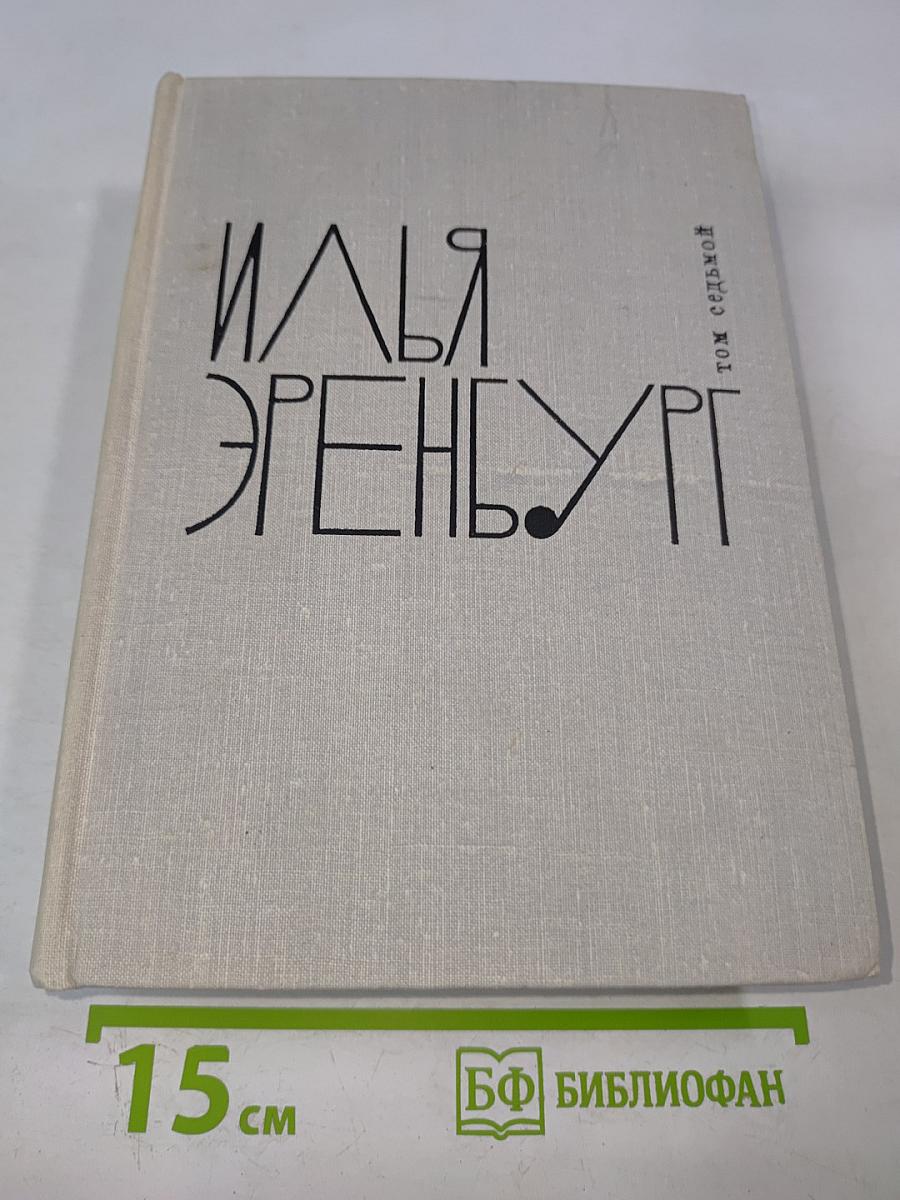 ИЛЬЯ
ЭРЕНБУРГ
том седьмой
15 см
БФ БИБЛИОФАН